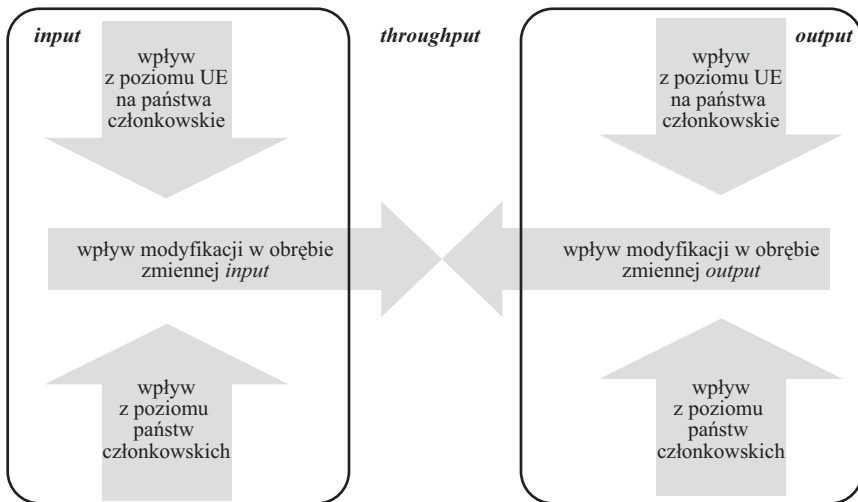 input
throughput
output
wpływ
z poziomu UE
na państwa
członkowskie
wpływ
z poziomu UE
na państwa
członkowskie
wpływ modyfikacji w obrębie
zmiennej input
wpływ modyfikacji w obrębie
zmiennej output
wpływ
z poziomu
państw
członkowskich
wpływ
z poziomu
państw
członkowskich